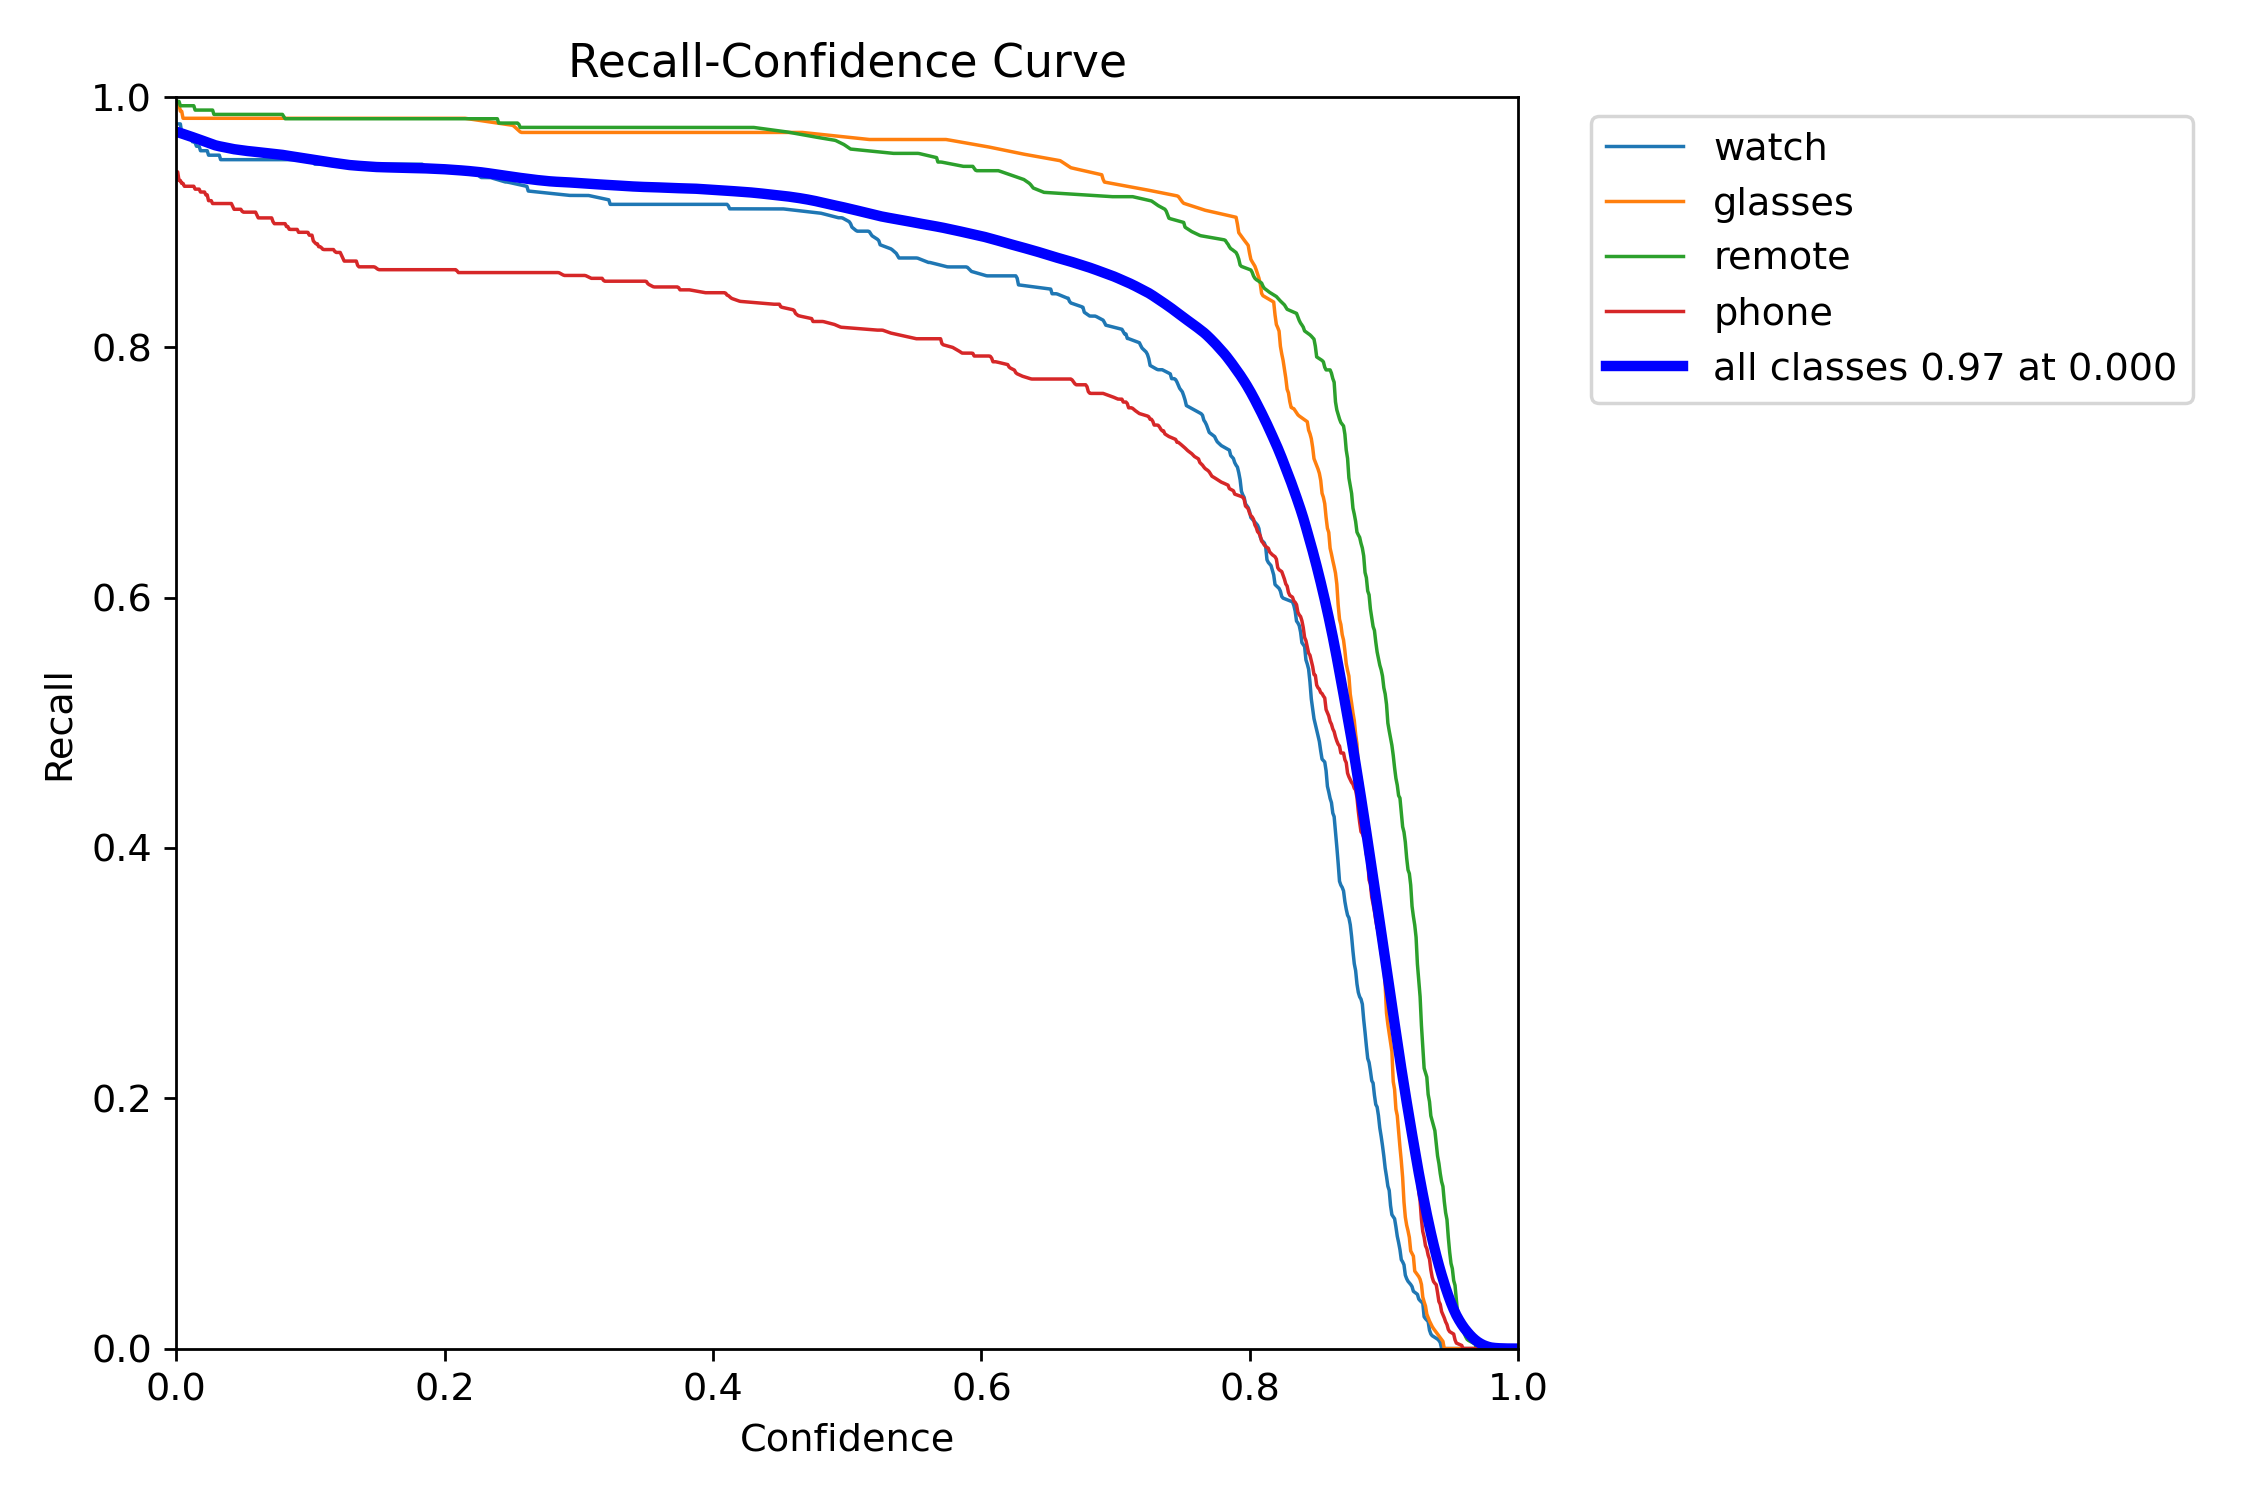 Recall-Confidence Curve
1.0
0.8
0.6
0.4
0.2
0.0
Recall
0.0 0.2 0.4 0.6 0.8 1.0
Confidence
watch
glasses
remote
phone
all classes 0.97 at 0.000